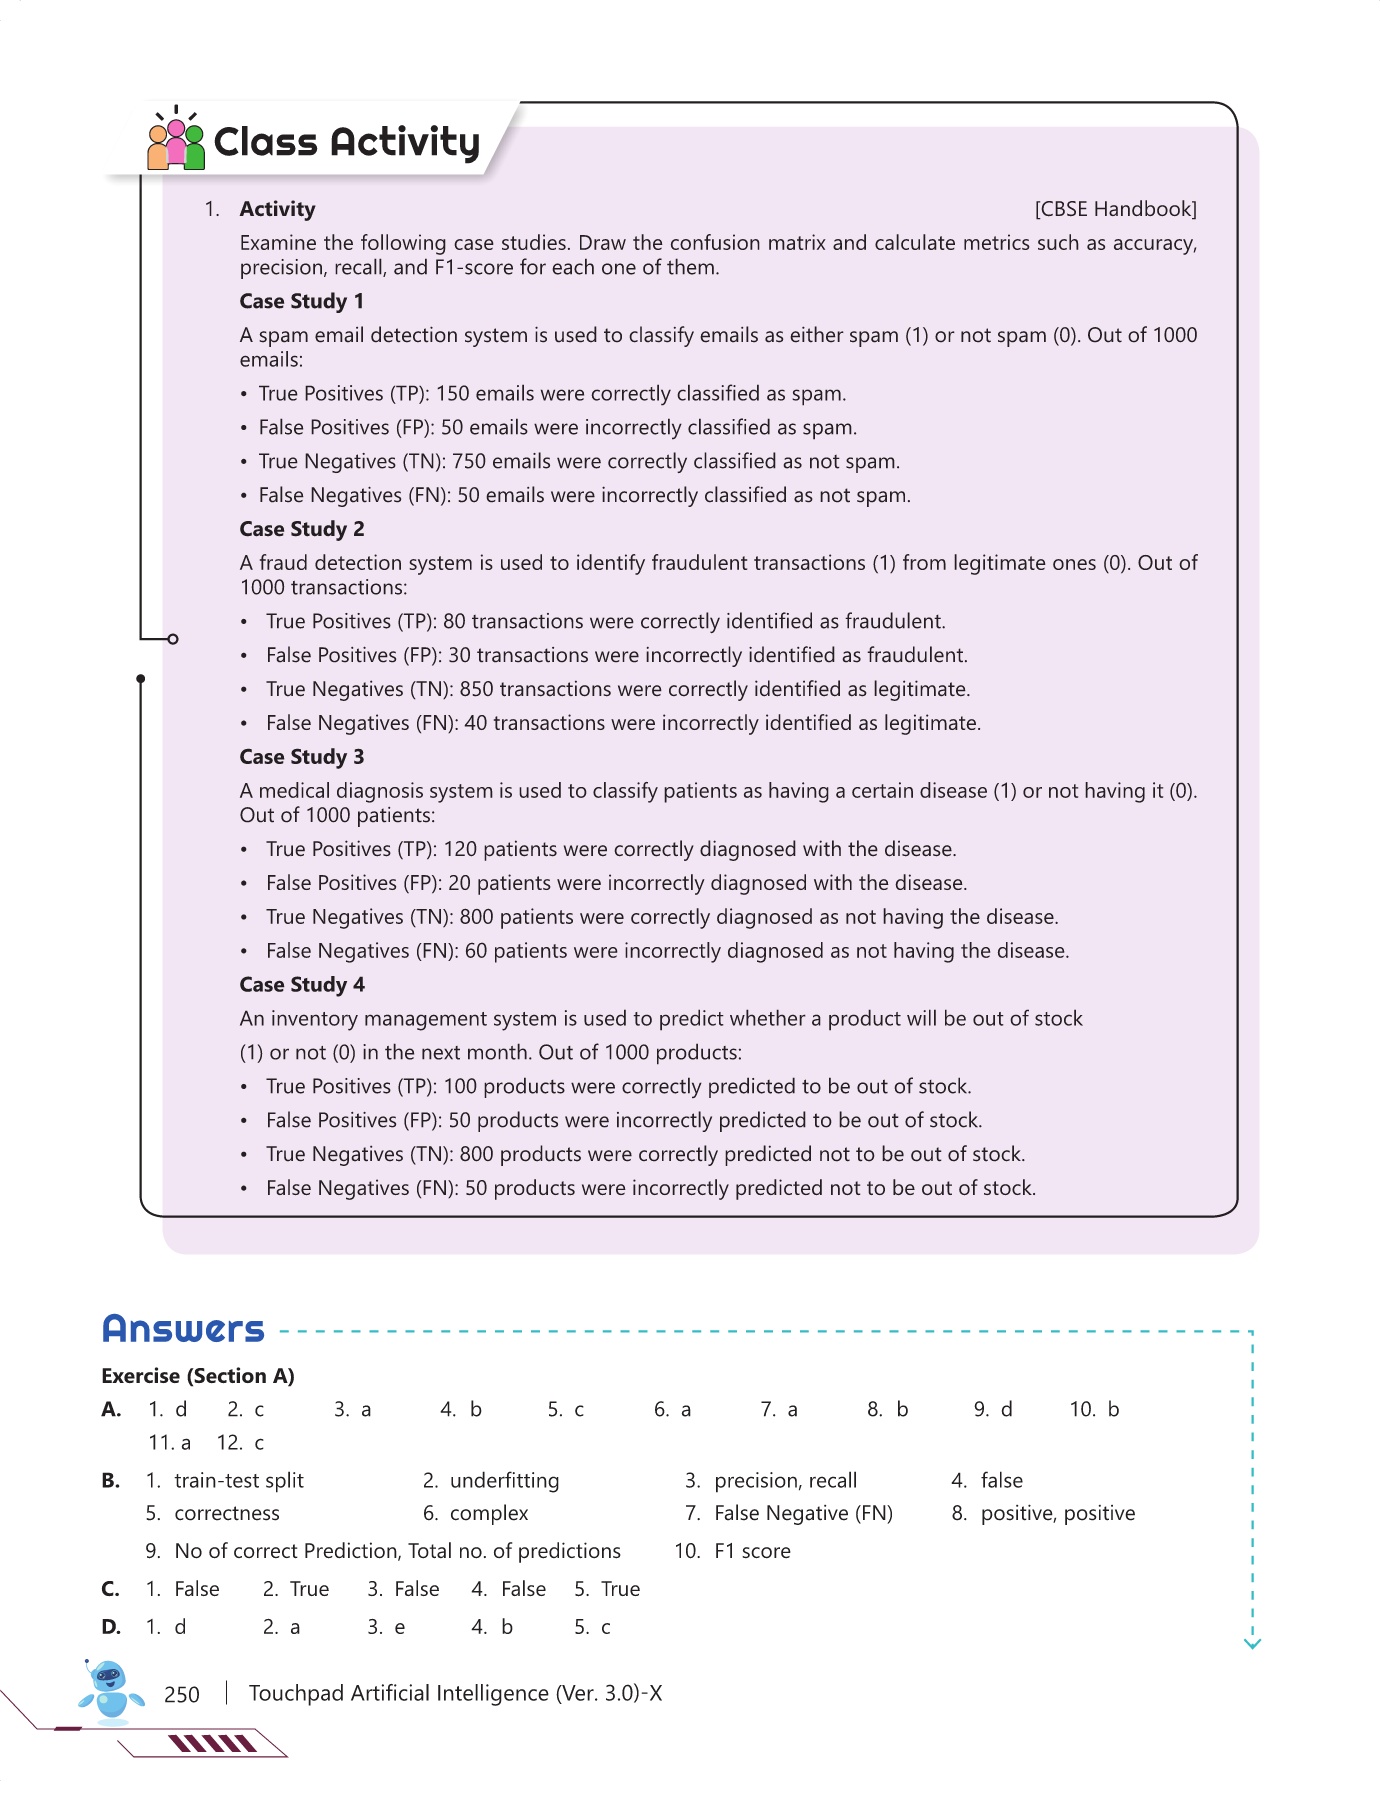 Class Activity
1. Activity [CBSE Handbook]
Examine the following case studies. Draw the confusion matrix and calculate metrics such as accuracy,
precision, recall, and F1-score for each one of them.
Case Study 1
A spam email detection system is used to classify emails as either spam (1) or not spam (0). Out of 1000
emails:
• True Positives (TP): 150 emails were correctly classified as spam.
• False Positives (FP): 50 emails were incorrectly classified as spam.
• True Negatives (TN): 750 emails were correctly classified as not spam.
• False Negatives (FN): 50 emails were incorrectly classified as not spam.
Case Study 2
A fraud detection system is used to identify fraudulent transactions (1) from legitimate ones (0). Out of
1000 transactions:
• True Positives (TP): 80 transactions were correctly identified as fraudulent.
• False Positives (FP): 30 transactions were incorrectly identified as fraudulent.
• True Negatives (TN): 850 transactions were correctly identified as legitimate.
• False Negatives (FN): 40 transactions were incorrectly identified as legitimate.
Case Study 3
A medical diagnosis system is used to classify patients as having a certain disease (1) or not having it (0).
Out of 1000 patients:
• True Positives (TP): 120 patients were correctly diagnosed with the disease.
• False Positives (FP): 20 patients were incorrectly diagnosed with the disease.
• True Negatives (TN): 800 patients were correctly diagnosed as not having the disease.
• False Negatives (FN): 60 patients were incorrectly diagnosed as not having the disease.
Case Study 4
An inventory management system is used to predict whether a product will be out of stock
(1) or not (0) in the next month. Out of 1000 products:
• True Positives (TP): 100 products were correctly predicted to be out of stock.
• False Positives (FP): 50 products were incorrectly predicted to be out of stock.
• True Negatives (TN): 800 products were correctly predicted not to be out of stock.
• False Negatives (FN): 50 products were incorrectly predicted not to be out of stock.
Answers
Exercise (Section A)
A. 1. d 2. c 3. a 4. b 5. c 6. a 7. a 8. b 9. d 10. b
11. a 12. c
B. 1. train-test split 2. underfitting 3. precision, recall 4. false
5. correctness 6. complex 7. False Negative (FN) 8. positive, positive
9. No of correct Prediction, Total no. of predictions 10. F1 score
C. 1. False 2. True 3. False 4. False 5. True
D. 1. d 2. a 3. e 4. b 5. c
250 | Touchpad Artificial Intelligence (Ver. 3.0)-X